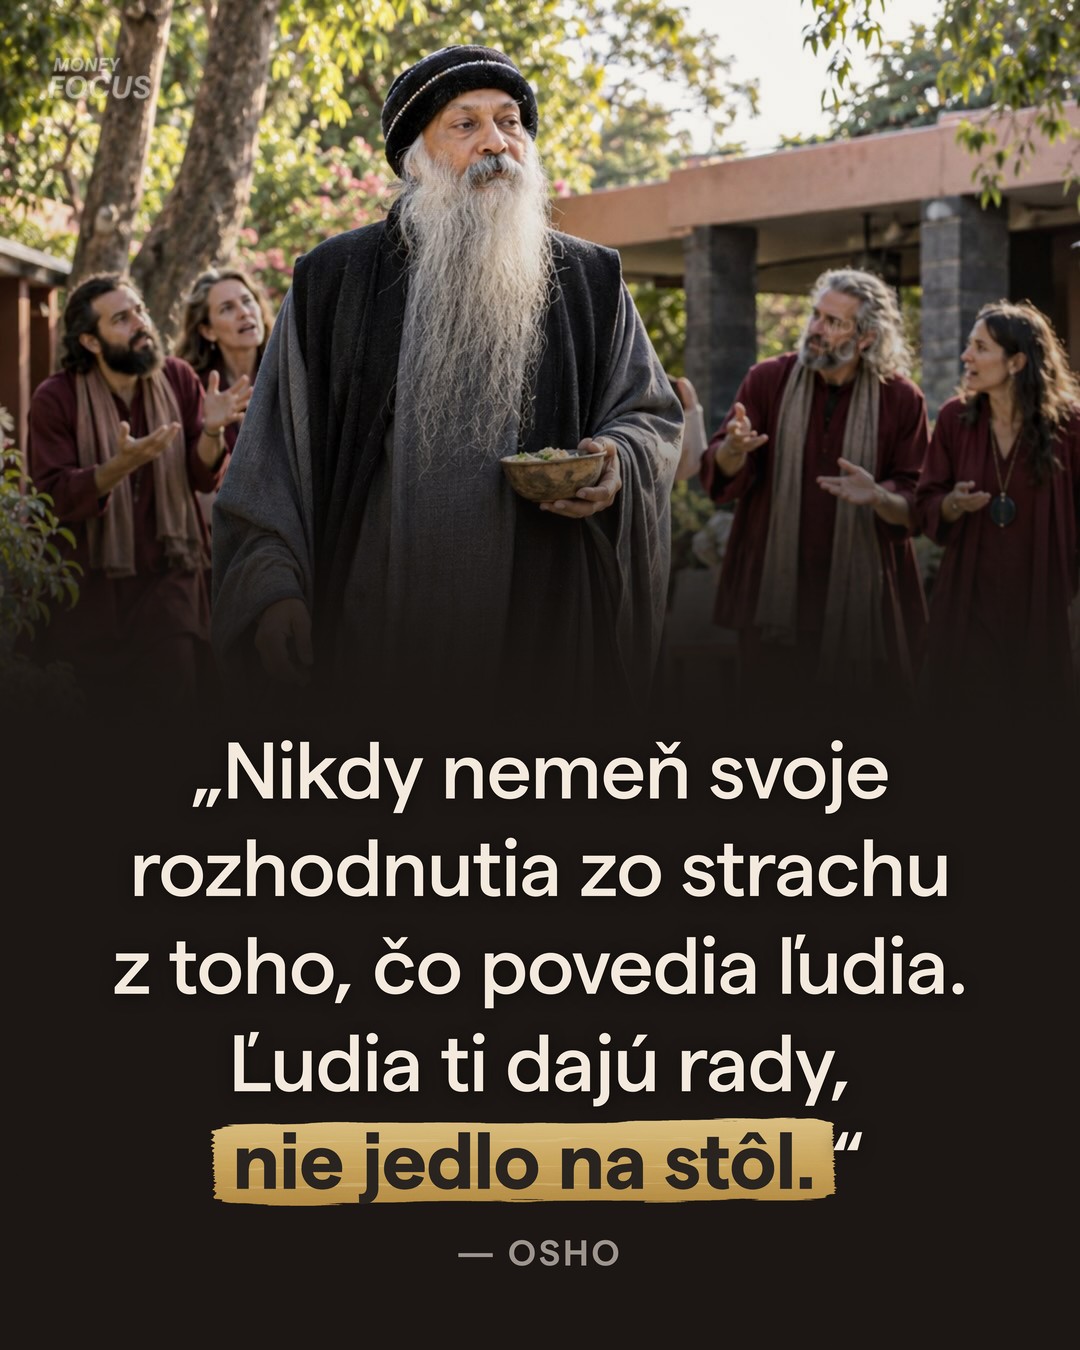 MONEY
FOCUS
„Nikdy nemeň svoje
rozhodnutia zo strachu
z toho, čo povedia ľudia.
Ľudia ti dajú rady,
nie jedlo na stôl.“
— OSHO